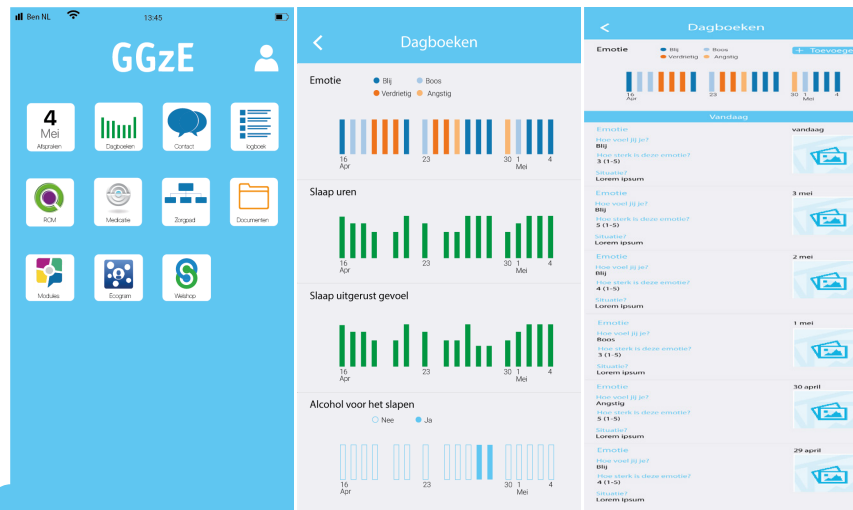 Ben NL
13:45
GGzE
4
Mei
Afspraken
Dagboeken
Contact
logboek
ROM
Medicatie
Zorgpad
Documenten
Modules
Ecogram
Webshop
Dagboeken
Emotie
Blij
Boos
Verdrietig
Angstig
16 23 30 1 4
Apr Mei
Slaap uren
16 23 30 1 4
Apr Mei
Slaap uitgerust gevoel
16 23 30 1 4
Apr Mei
Alcohol voor het slapen
Nee
Ja
16 23 30 1 4
Apr Mei
Dagboeken
Emotie
Blij
Boos
Verdrietig
Angstig
+ Toevoege
16 23 30 1 4
Apr Mei
Vandaag
Emotie vandaag
Hoe voel jij je?
Blij
Hoe sterk is deze emotie?
3 (1-5)
Situatie?
Lorem ipsum
Emotie 3 mei
Hoe voel jij je?
Blij
Hoe sterk is deze emotie?
5 (1-5)
Situatie?
Lorem ipsum
Emotie 2 mei
Hoe voel jij je?
Blij
Hoe sterk is deze emotie?
4 (1-5)
Situatie?
Lorem ipsum
Emotie 1 mei
Hoe voel jij je?
Boos
Hoe sterk is deze emotie?
3 (1-5)
Situatie?
Lorem ipsum
Emotie 30 april
Hoe voel jij je?
Angstig
Hoe sterk is deze emotie?
5 (1-5)
Situatie?
Lorem ipsum
Emotie 29 april
Hoe voel jij je?
Blij
Hoe sterk is deze emotie?
4 (1-5)
Situatie?
Lorem ipsum